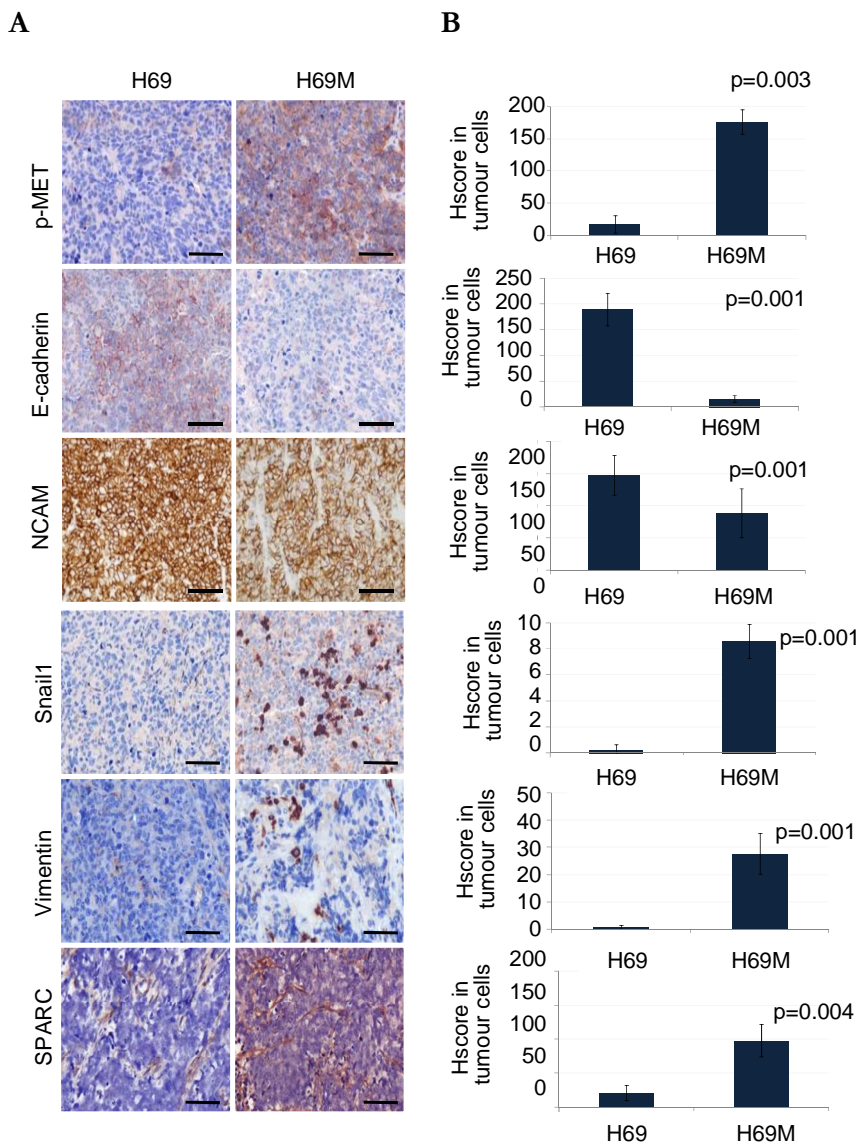 A
B
H69
H69M
p-MET
E-cadherin
NCAM
Snail1
Vimentin
SPARC
p=0.003
Hscore in
tumour cells
200
150
100
50
0
H69
H69M
p=0.001
Hscore in
tumour cells
250
200
150
100
50
0
H69
H69M
p=0.001
Hscore in
tumour cells
200
150
100
50
0
H69
H69M
p=0.001
Hscore in
tumour cells
10
8
6
4
2
0
H69
H69M
p=0.001
Hscore in
tumour cells
50
40
30
20
10
0
H69
H69M
p=0.004
Hscore in
tumour cells
200
150
100
50
0
H69
H69M